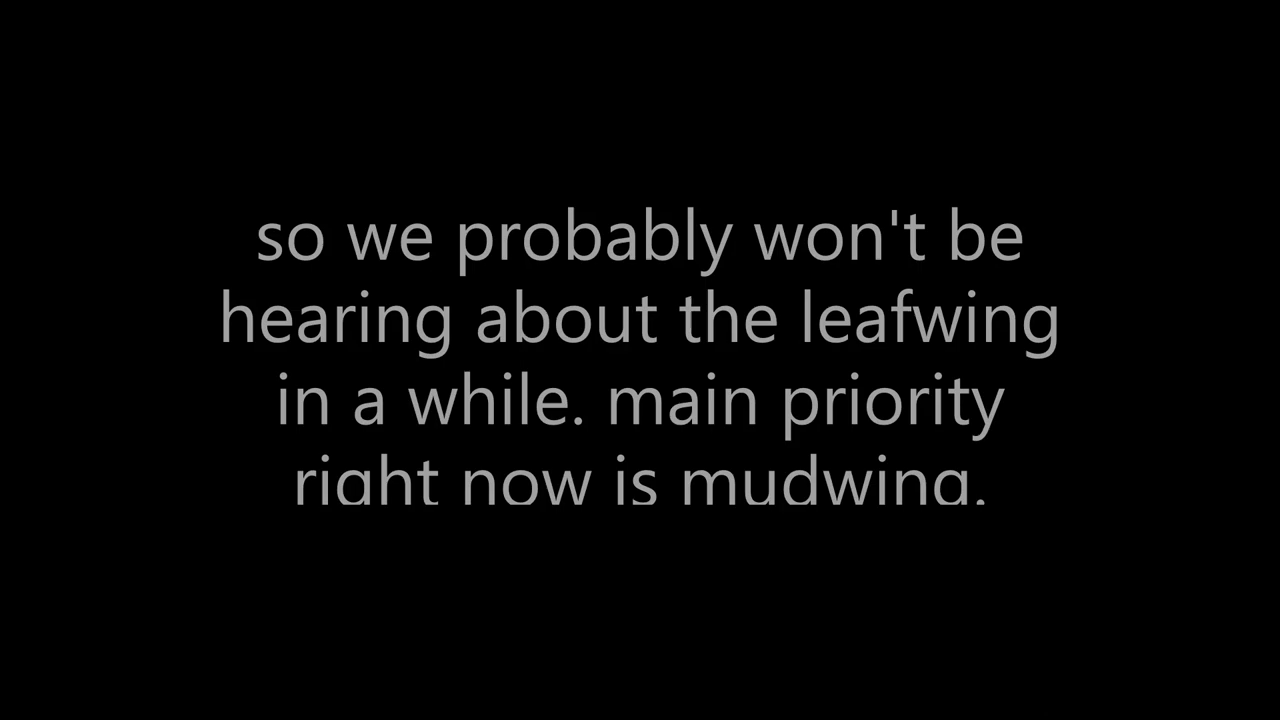 so we probably won't be
hearing about the leafwing
in a while. main priority
right now is mudwing.